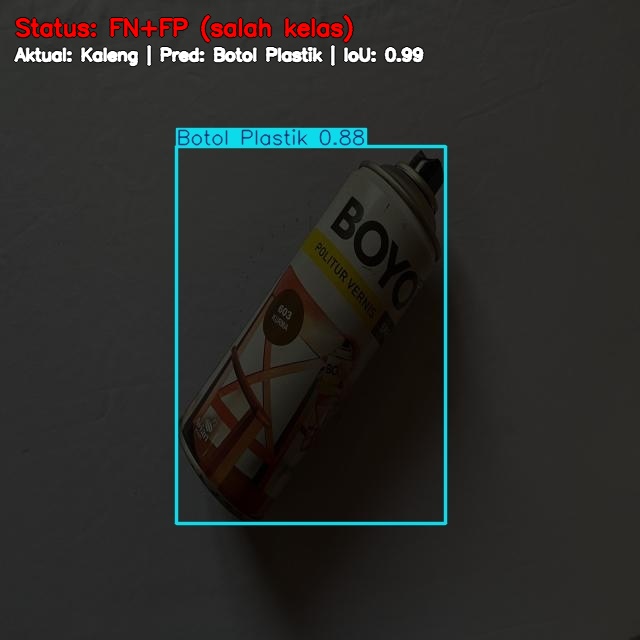 Status: FN+FP (salah kelas)
Aktual: Kaleng | Pred: Botol Plastik | IoU: 0.99
Botol Plastik 0.88
BOYO
POLITUR VERNIS
603